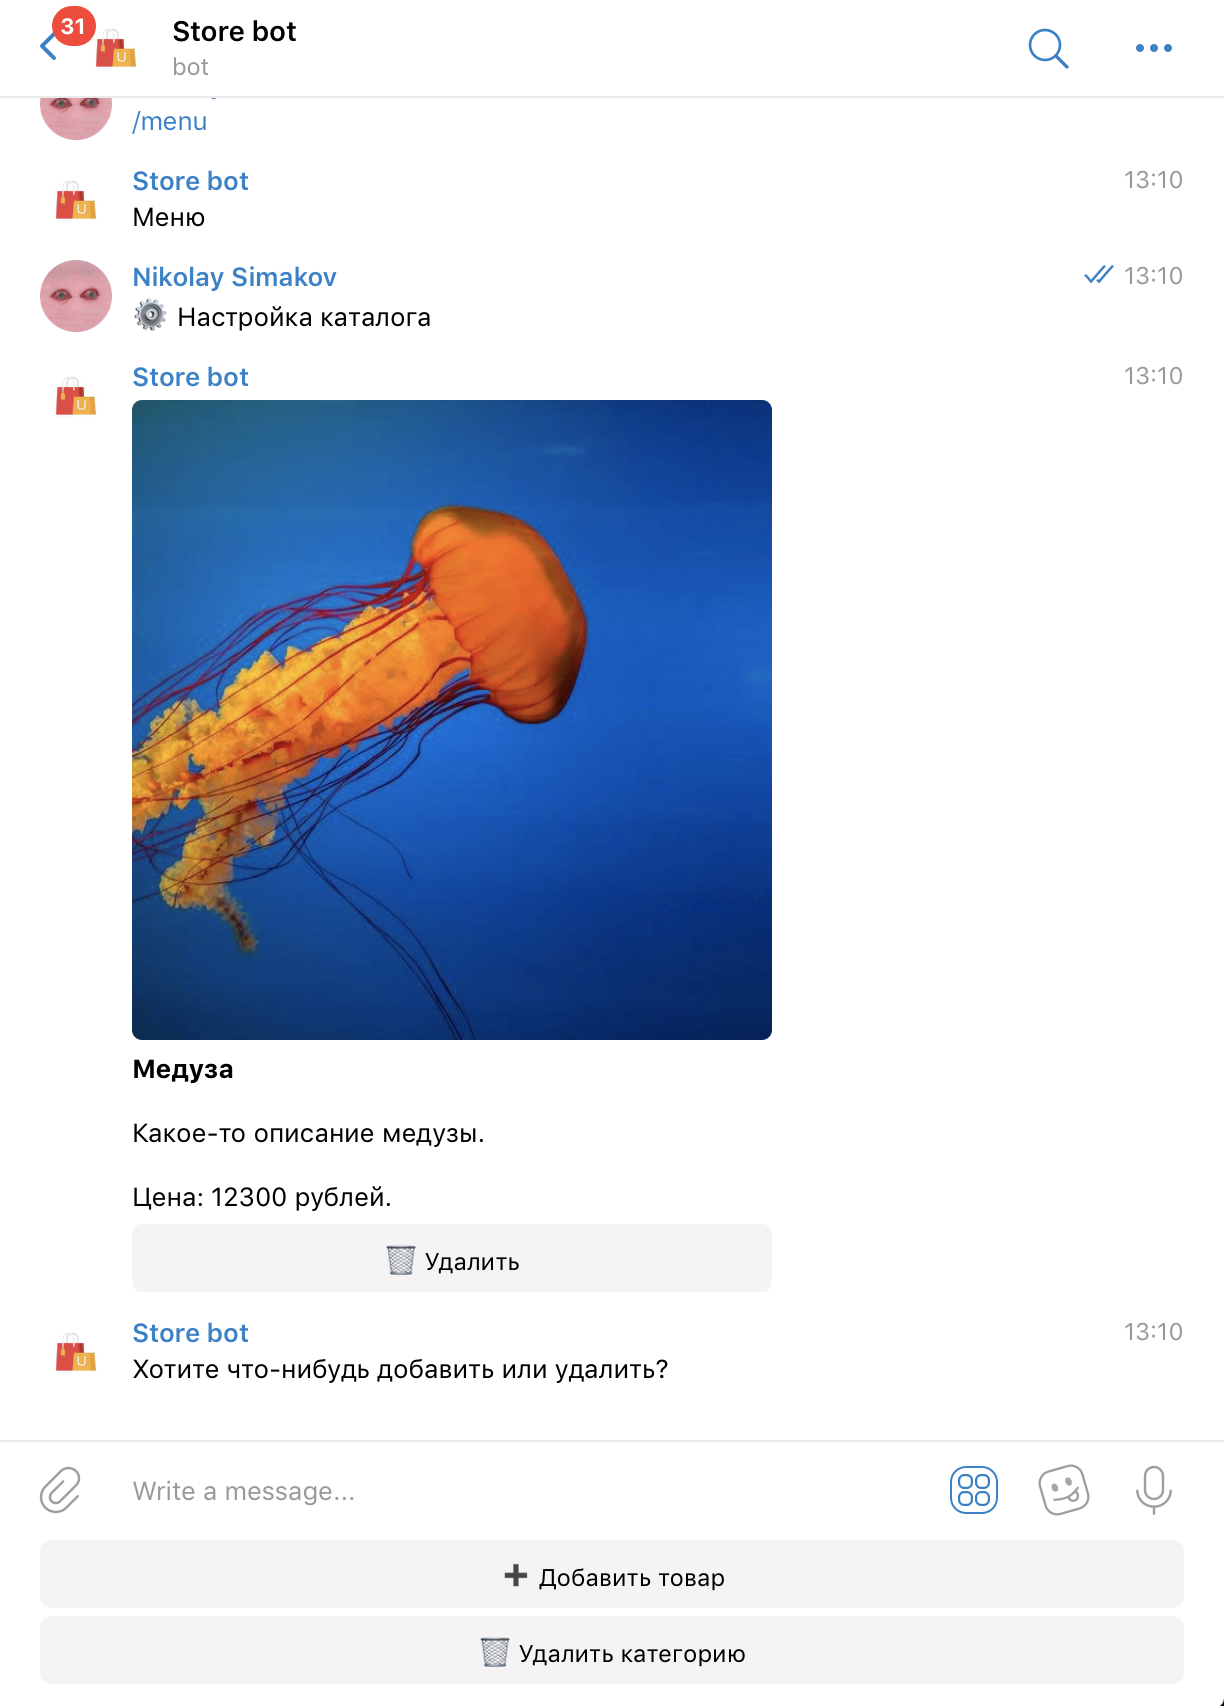 31
Store bot
bot
/menu
Store bot 13:10
Меню
Nikolay Simakov 13:10
Настройка каталога
Store bot 13:10
Медуза
Какое-то описание медузы.
Цена: 12300 рублей.
Удалить
Store bot 13:10
Хотите что-нибудь добавить или удалить?
Write a message...
Добавить товар
Удалить категорию